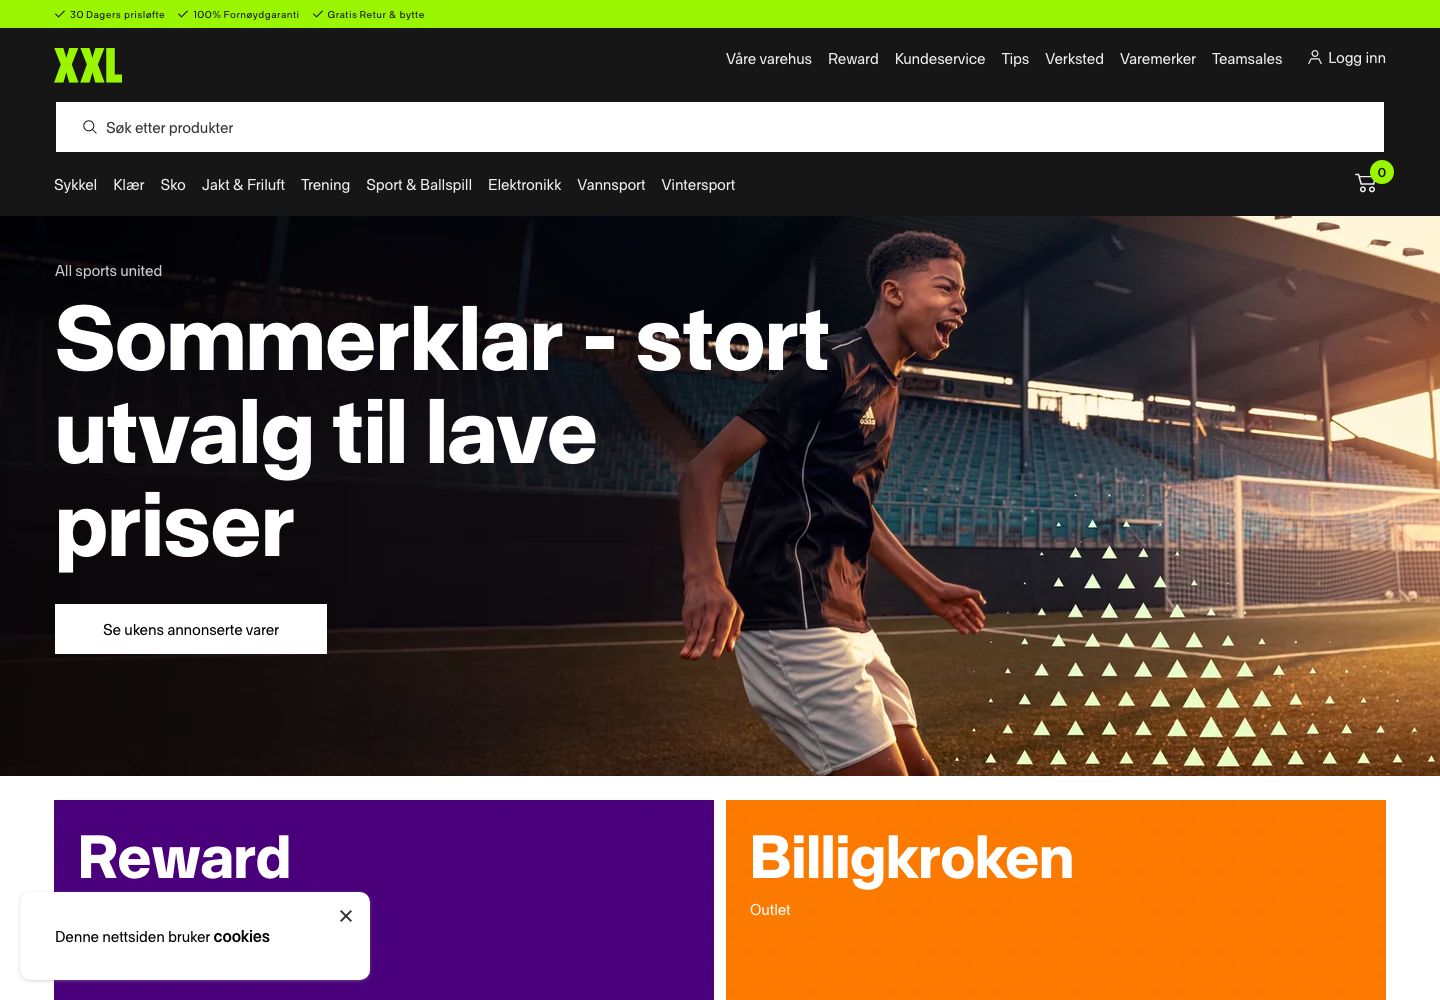 30 Dagers prisløfte
100% Fornøydgaranti
Gratis Retur & bytte
XXL
Våre varehus
Reward
Kundeservice
Tips
Verksted
Varemerker
Teamsales
Logg inn
Søk etter produkter
Sykkel
Klær
Sko
Jakt & Friluft
Trening
Sport & Ballspill
Elektronikk
Vannsport
Vintersport
0
All sports united
Sommerklar - stort
utvalg til lave
priser
adidas
Se ukens annonserte varer
Reward
Billigkroken
Outlet
Denne nettsiden bruker cookies